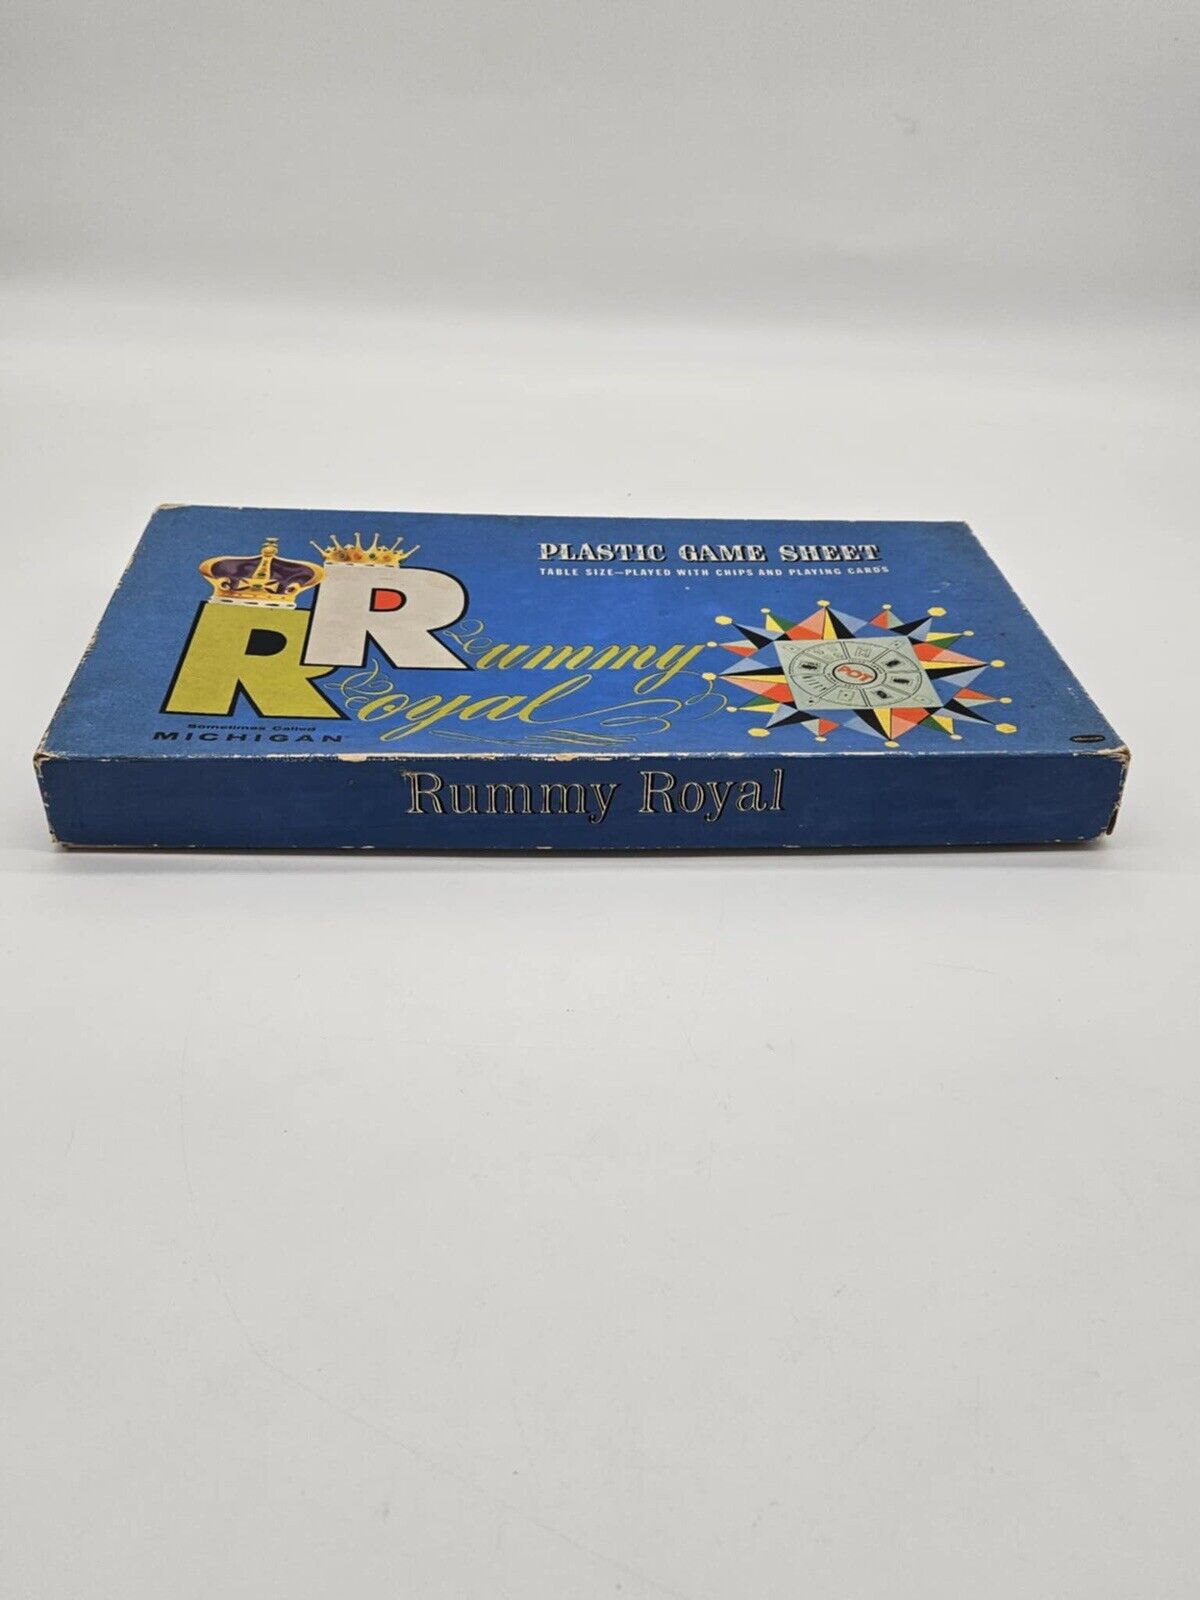 PLASTIC GAME SHEET
TABLE SIZE—PLAYED WITH CHIPS AND PLAYING CARDS
Rummy
Royal
Sometimes Called
MICHIGAN
POT
Rummy Royal